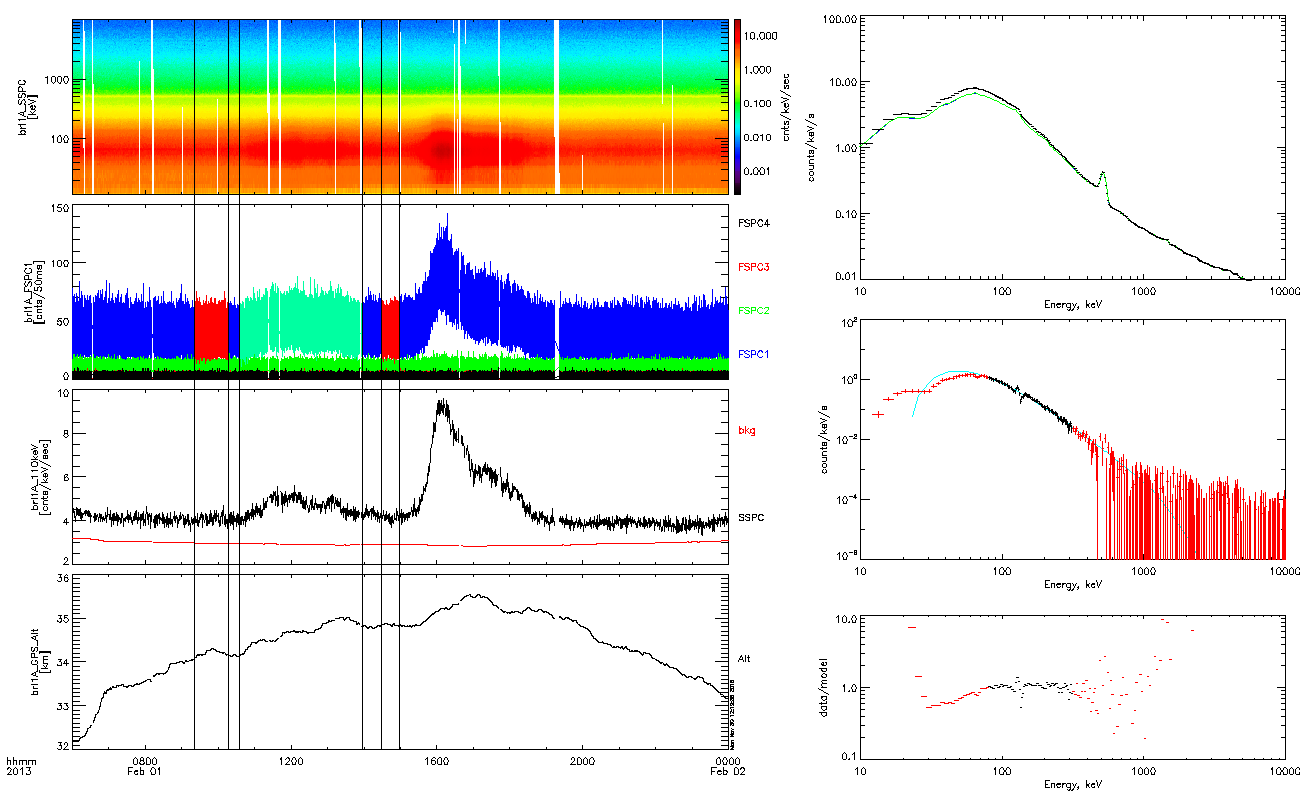 br11A_SSPC
[keV]
1000
100
10.000
1.000
0.100
0.010
0.001
cnts/keV/sec
br11A_FSPC1
[cnts/50ms]
150
100
50
0
FSPC4
FSPC3
FSPC2
FSPC1
br11A_110keV
[cnts/keV/sec]
10
8
6
4
2
bkg
SSPC
br11A_GPS_Alt
[km]
36
35
34
33
32
Alt
hhmm
2013
0800
Feb 01
1200
1600
2000
0000
Feb 02
counts/keV/s
100.00
10.00
1.00
0.10
0.01
10
100
1000
10000
Energy, keV
counts/keV/s
10²
10⁰
10⁻²
10⁻⁴
10⁻⁶
10
100
1000
10000
Energy, keV
data/model
10.0
1.0
0.1
10
100
1000
10000
Energy, keV